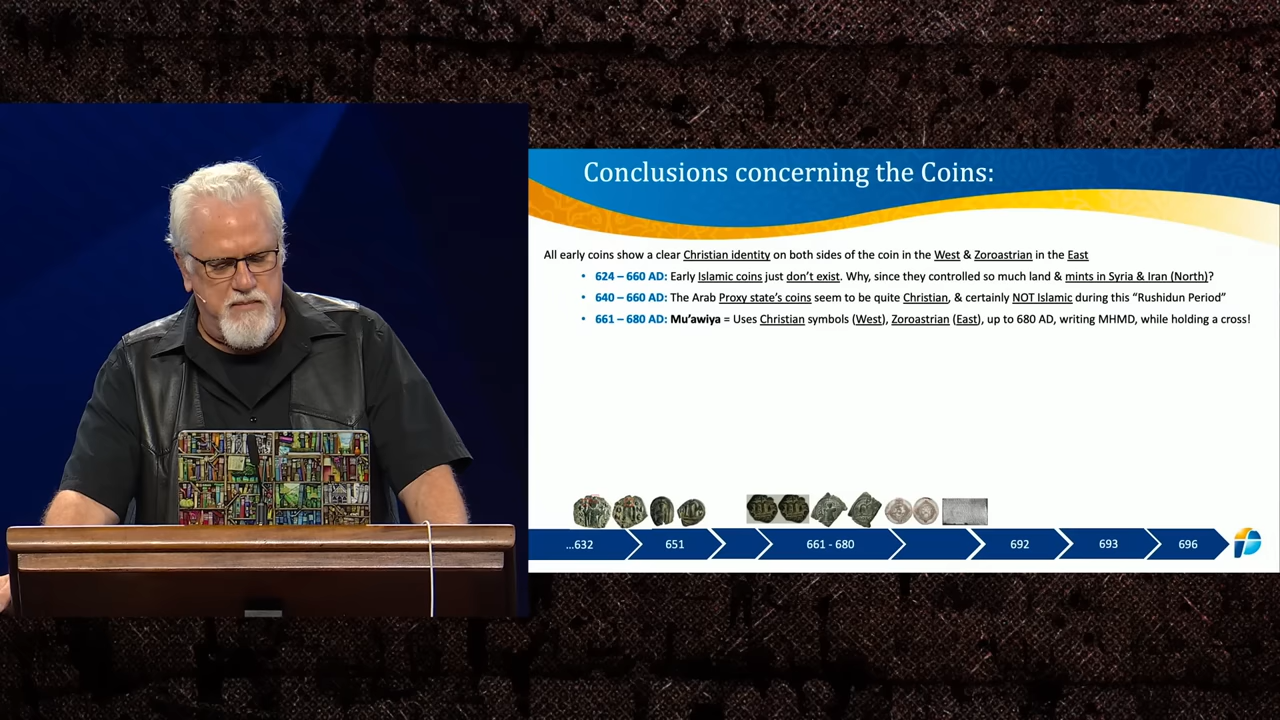 Conclusions concerning the Coins:
All early coins show a clear Christian identity on both sides of the coin in the West & Zoroastrian in the East
• 624 – 660 AD: Early Islamic coins just don't exist. Why, since they controlled so much land & mints in Syria & Iran (North)?
• 640 – 660 AD: The Arab Proxy state's coins seem to be quite Christian, & certainly NOT Islamic during this "Rushidun Period"
• 661 – 680 AD: Mu'awiya = Uses Christian symbols (West), Zoroastrian (East), up to 680 AD, writing MHMD, while holding a cross!
...632 651 661 - 680 692 693 696